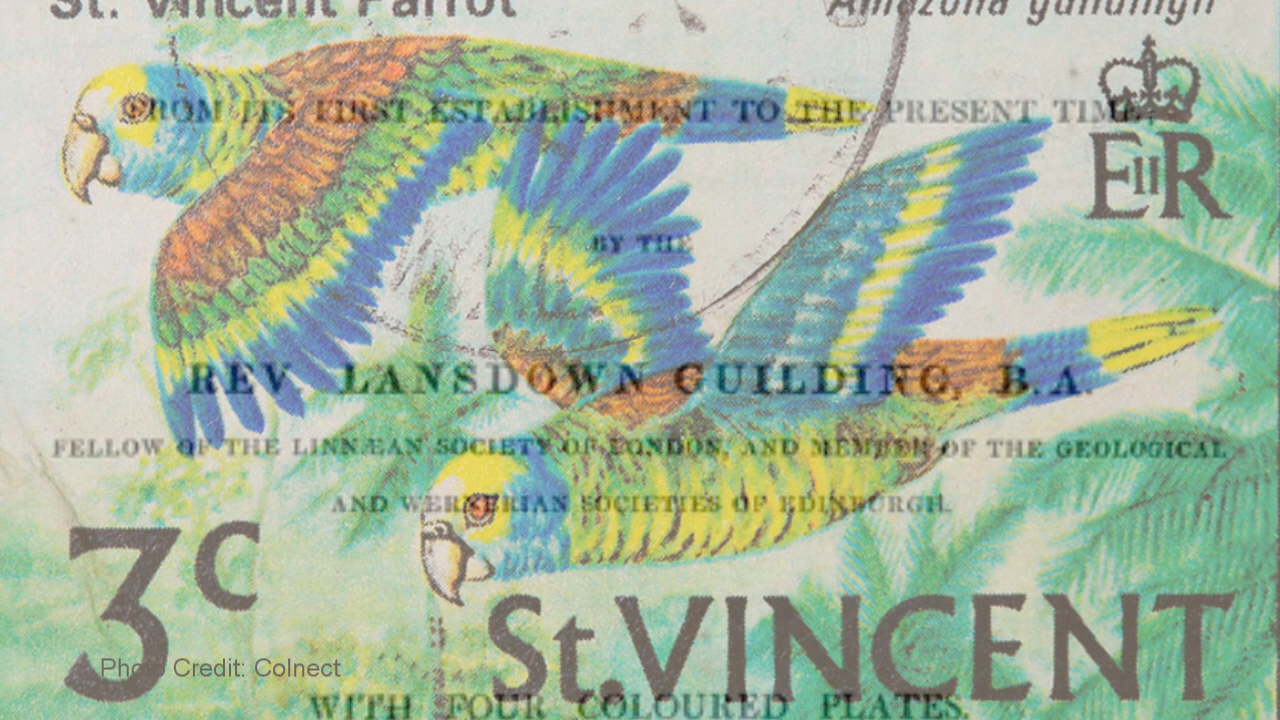 St. Vincent Parrot
Amazona guildingii
FROM ITS FIRST ESTABLISHMENT TO THE PRESENT TIME,
EIIR
BY THE
REV. LANSDOWN GUILDING, B.A.
FELLOW OF THE LINNÆAN SOCIETY OF LONDON, AND MEMBER OF THE GEOLOGICAL
AND WERNERIAN SOCIETIES OF EDINBURGH.
3c
St.VINCENT
Photo Credit: Colnect
WITH FOUR COLOURED PLATES.